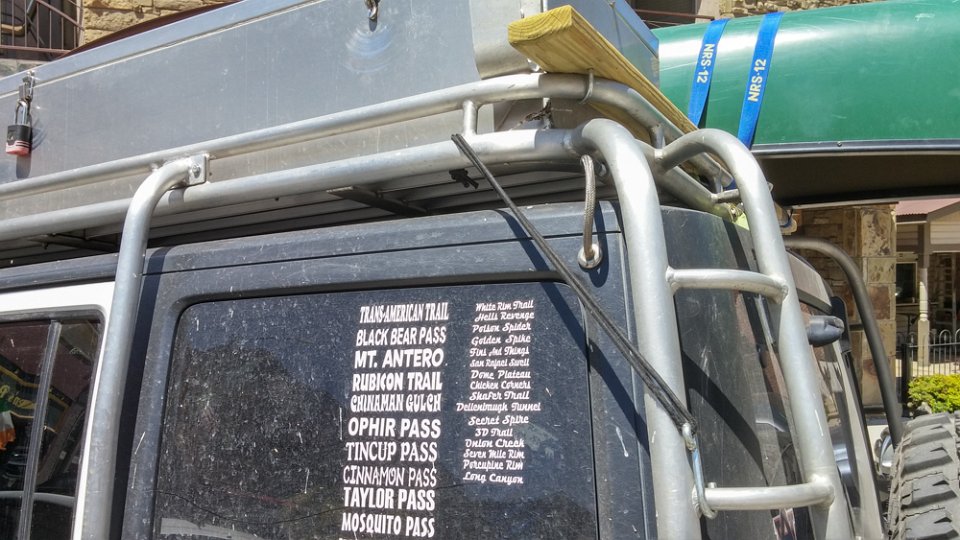 NRS-12
NRS-12
TRANS-AMERICAN TRAIL
BLACK BEAR PASS
MT. ANTERO
RUBICON TRAIL
CHINAMAN GULCH
OPHIR PASS
TINCUP PASS
CINNAMON PASS
TAYLOR PASS
MOSQUITO PASS
White Rim Trail
Hells Revenge
Poison Spider
Golden Spike
Fins And Things
San Rafael Swell
Dome Plateau
Chicken Corners
Shafer Trail
Dellenbaugh Tunnel
Secret Spire
3D Trail
Onion Creek
Seven Mile Rim
Porcupine Rim
Long Canyon